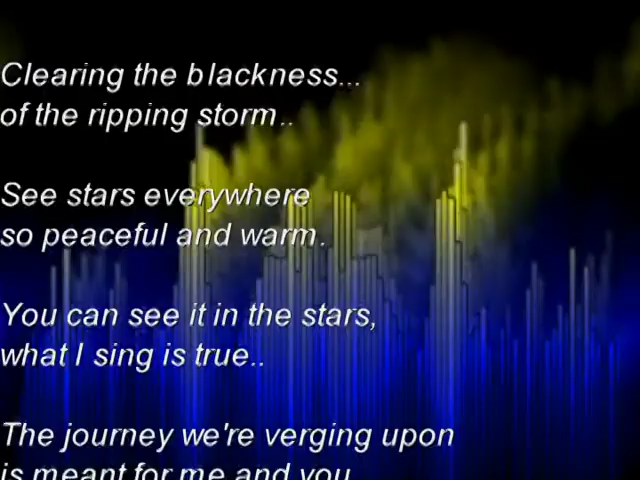 Clearing the blackness...
of the ripping storm..
See stars everywhere
so peaceful and warm.
You can see it in the stars,
what I sing is true..
The journey we're verging upon
is meant for me and you